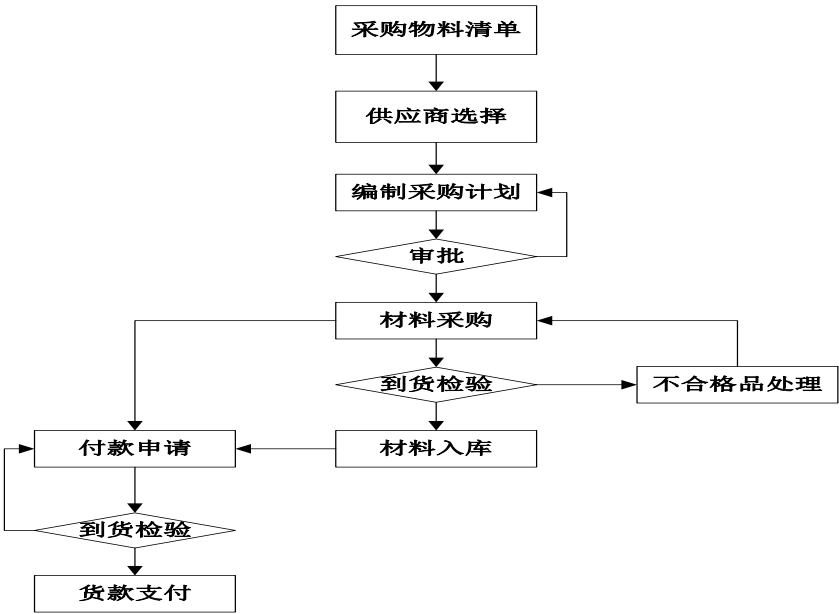 采购物料清单
供应商选择
编制采购计划
审批
材料采购
到货检验
不合格品处理
付款申请
材料入库
到货检验
货款支付